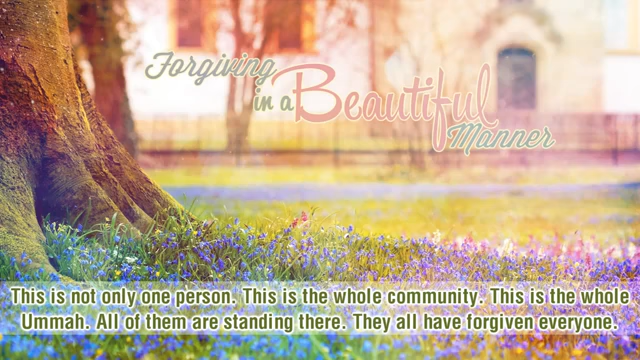 Forgiving
in a Beautiful
Manner
This is not only one person. This is the whole community. This is the whole
Ummah. All of them are standing there. They all have forgiven everyone.